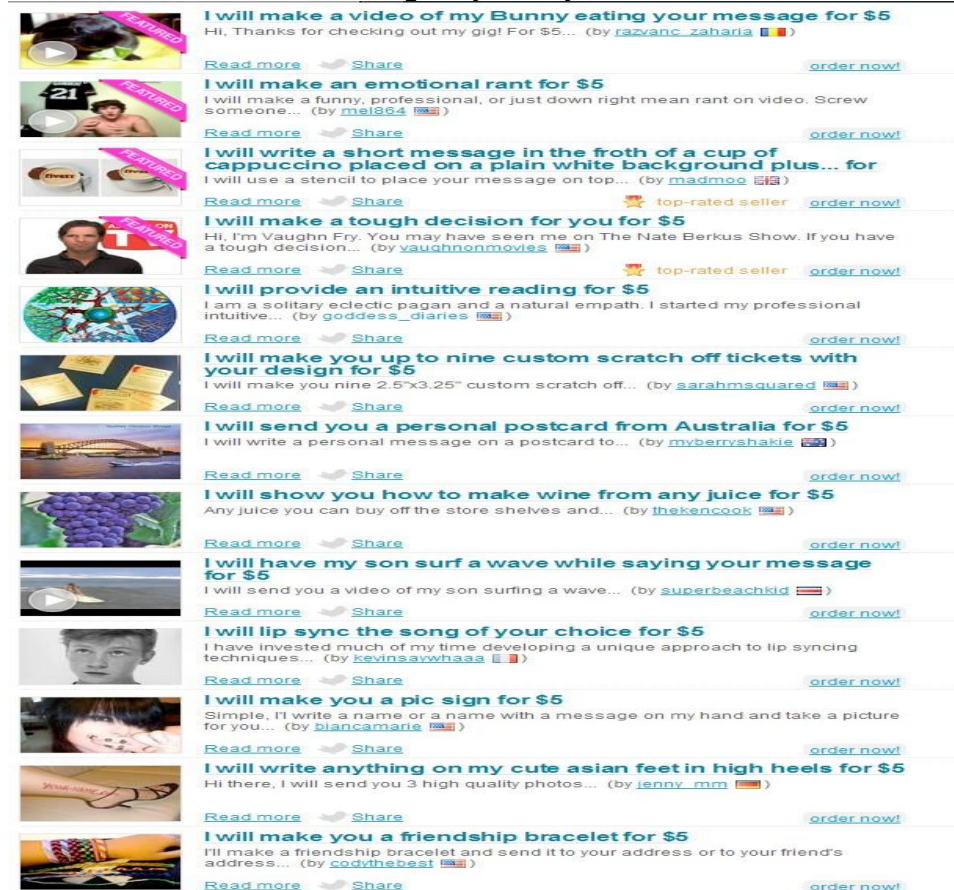 I will make a video of my Bunny eating your message for $5
FEATURED
Hi, Thanks for checking out my gig! For $5... (by razvanc_zaharia )
Read more Share order now!
I will make an emotional rant for $5
21
FEATURED
I will make a funny, professional, or just down right mean rant on video. Screw
someone... (by mel864 )
Read more Share order now!
I will write a short message in the froth of a cup of
cappuccino placed on a plain white background plus... for
FEATURED
I will use a stencil to place your message on top... (by madmoo )
Read more Share top-rated seller order now!
I will make a tough decision for you for $5
FEATURED
Hi, I'm Vaughn Fry. You may have seen me on The Nate Berkus Show. If you have
a tough decision... (by vaughnonmovies )
Read more Share top-rated seller order now!
I will provide an intuitive reading for $5
I am a solitary eclectic pagan and a natural empath. I started my professional
intuitive... (by goddess_diaries )
Read more Share order now!
I will make you up to nine custom scratch off tickets with
your design for $5
I will make you nine 2.5"x3.25" custom scratch off... (by sarahmsquared )
Read more Share order now!
I will send you a personal postcard from Australia for $5
I will write a personal message on a postcard to... (by myberryshakie )
Read more Share order now!
I will show you how to make wine from any juice for $5
Any juice you can buy off the store shelves and... (by thekencook )
Read more Share order now!
I will have my son surf a wave while saying your message
for $5
I will send you a video of my son surfing a wave... (by superbeachkid )
Read more Share order now!
I will lip sync the song of your choice for $5
I have invested much of my time developing a unique approach to lip syncing
techniques... (by kevinsaywhaaa )
Read more Share order now!
I will make you a pic sign for $5
Simple, I'l write a name or a name with a message on my hand and take a picture
for you... (by biancamarie )
Read more Share order now!
I will write anything on my cute asian feet in high heels for $5
YOUR-NAME
Hi there, I will send you 3 high quality photos... (by jenny_mm )
Read more Share order now!
I will make you a friendship bracelet for $5
I'll make a friendship bracelet and send it to your address or to your friend's
address... (by codythebest )
Read more Share order now!